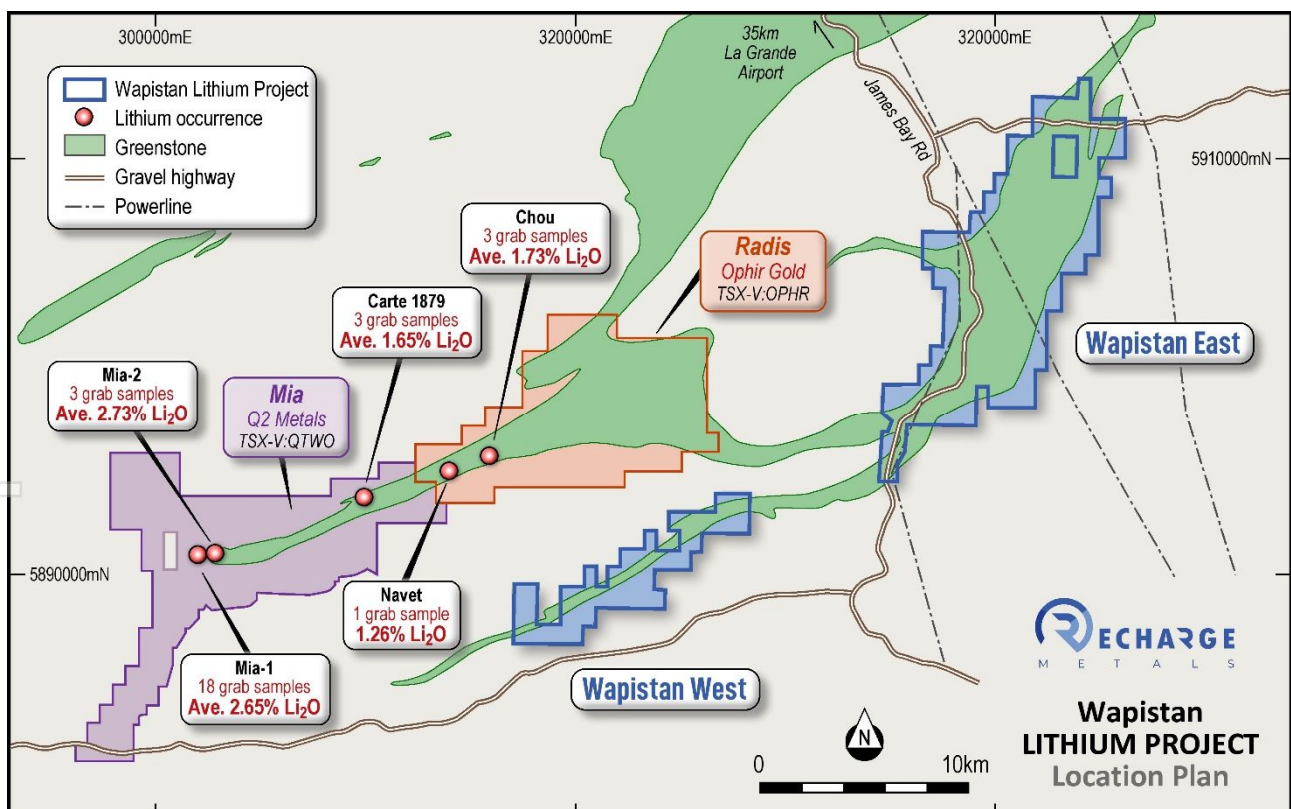 300000mE
320000mE
320000mE
35km
La Grande
Airport
James Bay Rd
Wapistan Lithium Project
Lithium occurrence
Greenstone
Gravel highway
Powerline
5910000mN
Chou
3 grab samples
Ave. 1.73% Li₂O
Radis
Ophir Gold
TSX-V:OPHR
Carte 1879
3 grab samples
Ave. 1.65% Li₂O
Wapistan East
Mia-2
3 grab samples
Ave. 2.73% Li₂O
Mia
Q2 Metals
TSX-V:QTWO
5890000mN
Navet
1 grab sample
1.26% Li₂O
Mia-1
18 grab samples
Ave. 2.65% Li₂O
Wapistan West
RECHARGE
METALS
N
0
10km
Wapistan
LITHIUM PROJECT
Location Plan